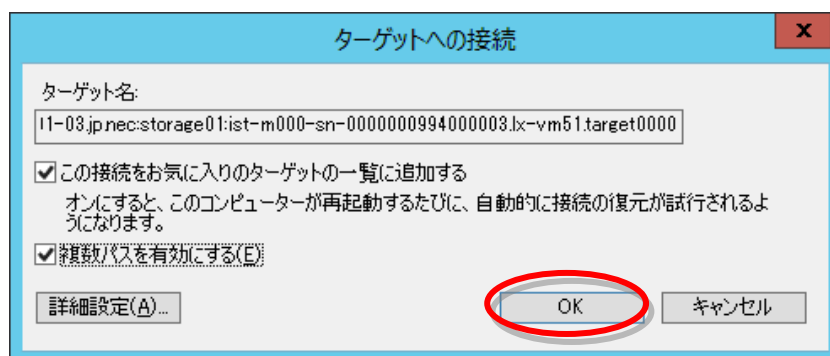 ターゲットへの接続
x
ターゲット名:
11-03.jp.nec:storage01:ist-m000-sn-0000000994000003.lx-vm51.target0000
この接続をお気に入りのターゲットの一覧に追加する
オンにすると、このコンピューターが再起動するたびに、自動的に接続の復元が試行されるよ
うになります。
複数パスを有効にする(E)
詳細設定(A)...
OK
キャンセル